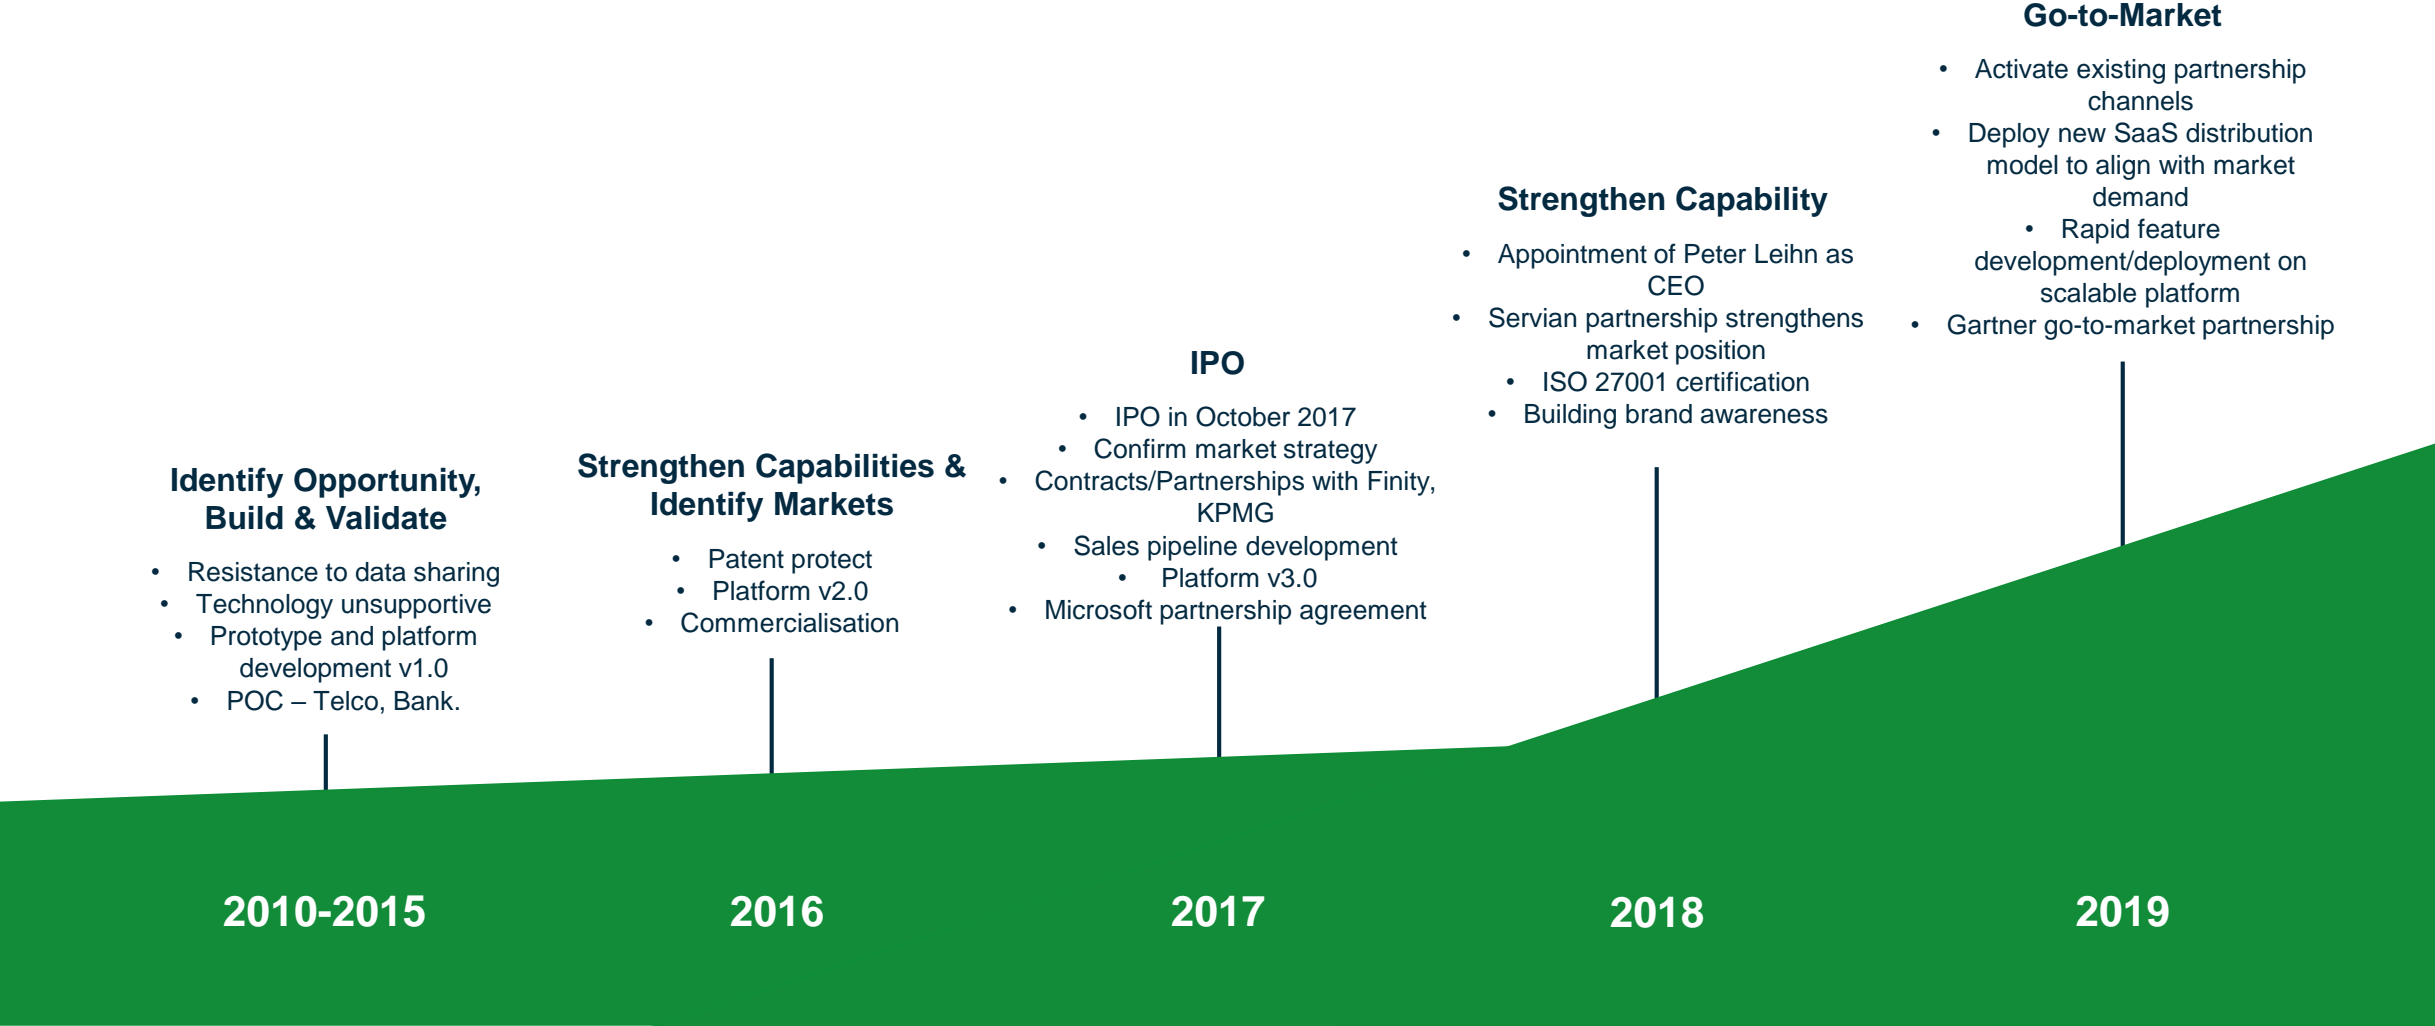 Identify Opportunity,
Build & Validate
• Resistance to data sharing
• Technology unsupportive
• Prototype and platform
development v1.0
• POC – Telco, Bank.
2010-2015
Strengthen Capabilities &
Identify Markets
• Patent protect
• Platform v2.0
• Commercialisation
2016
IPO
• IPO in October 2017
• Confirm market strategy
• Contracts/Partnerships with Finity,
KPMG
• Sales pipeline development
• Platform v3.0
• Microsoft partnership agreement
2017
Strengthen Capability
• Appointment of Peter Leihn as
CEO
• Servian partnership strengthens
market position
• ISO 27001 certification
• Building brand awareness
2018
Go-to-Market
• Activate existing partnership
channels
• Deploy new SaaS distribution
model to align with market
demand
• Rapid feature
development/deployment on
scalable platform
• Gartner go-to-market partnership
2019